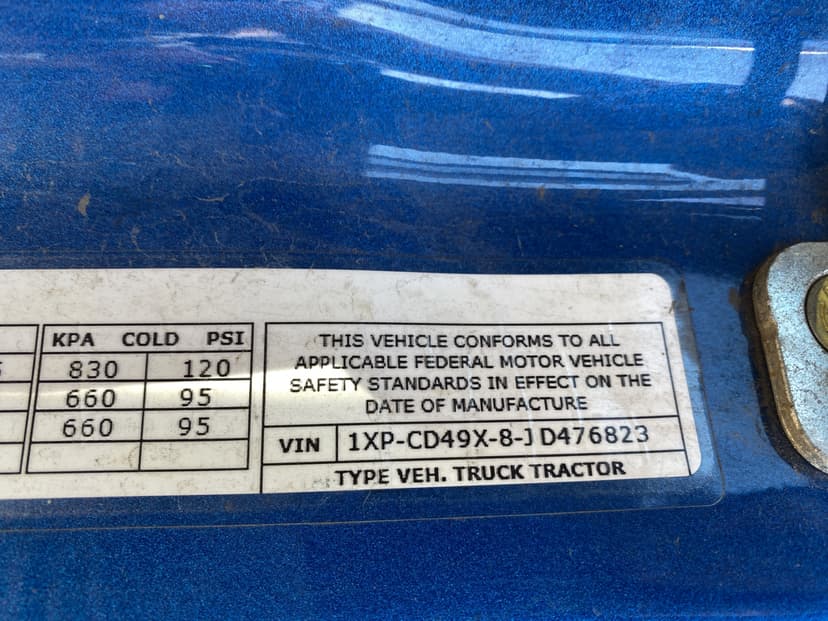 KPA COLD PSI
830 120
660 95
660 95
THIS VEHICLE CONFORMS TO ALL
APPLICABLE FEDERAL MOTOR VEHICLE
SAFETY STANDARDS IN EFFECT ON THE
DATE OF MANUFACTURE
VIN 1XP-CD49X-8-JD476823
TYPE VEH. TRUCK TRACTOR